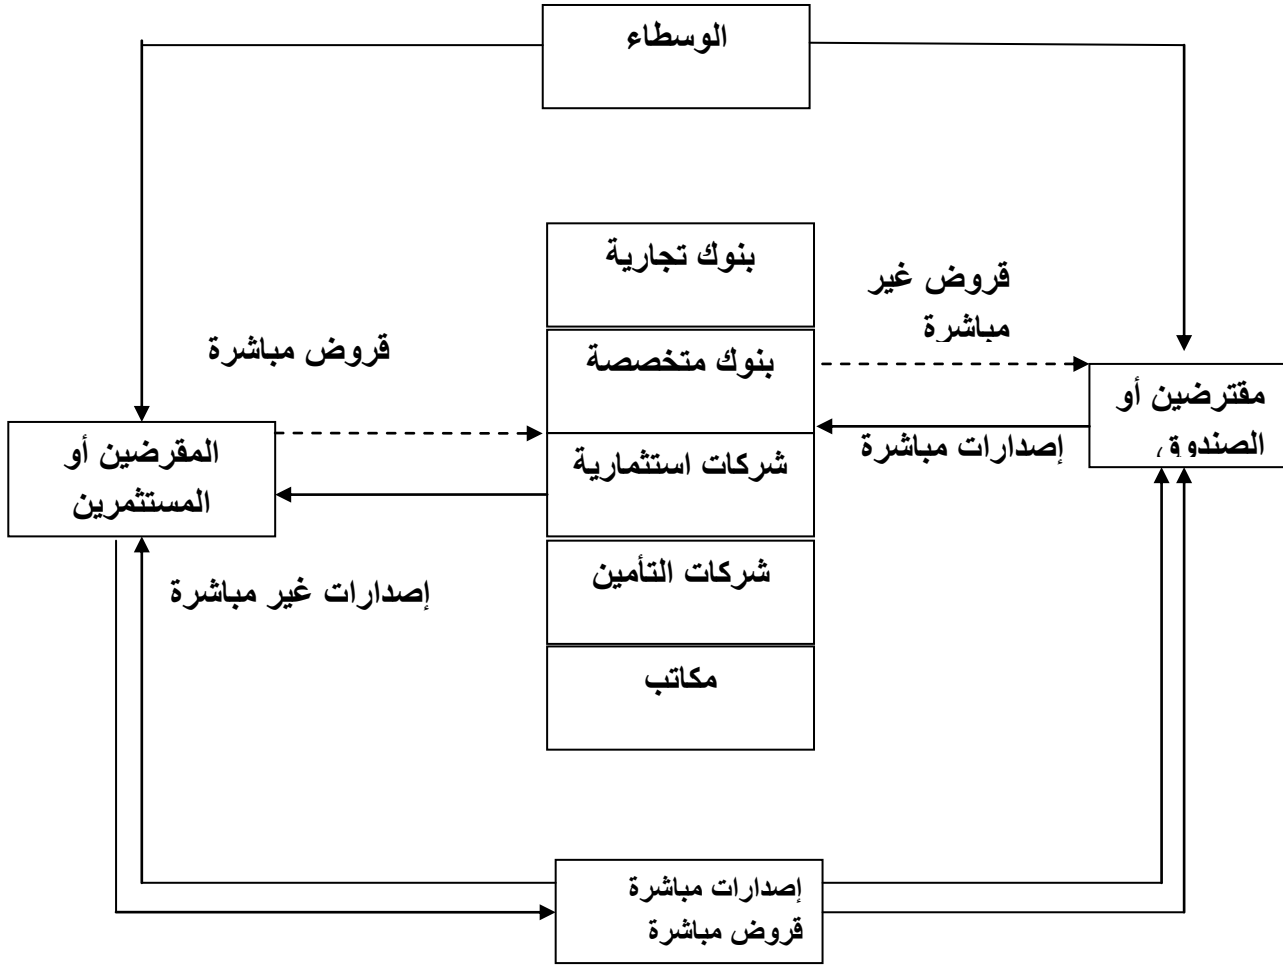 الوسطاء
بنوك تجارية
قروض غير
مباشرة
قروض مباشرة
بنوك متخصصة
مقترضين أو
الصندوق
إصدارات مباشرة
المقرضين أو
المستثمرين
شركات استثمارية
إصدارات غير مباشرة
شركات التأمين
مكاتب
إصدارات مباشرة
قروض مباشرة